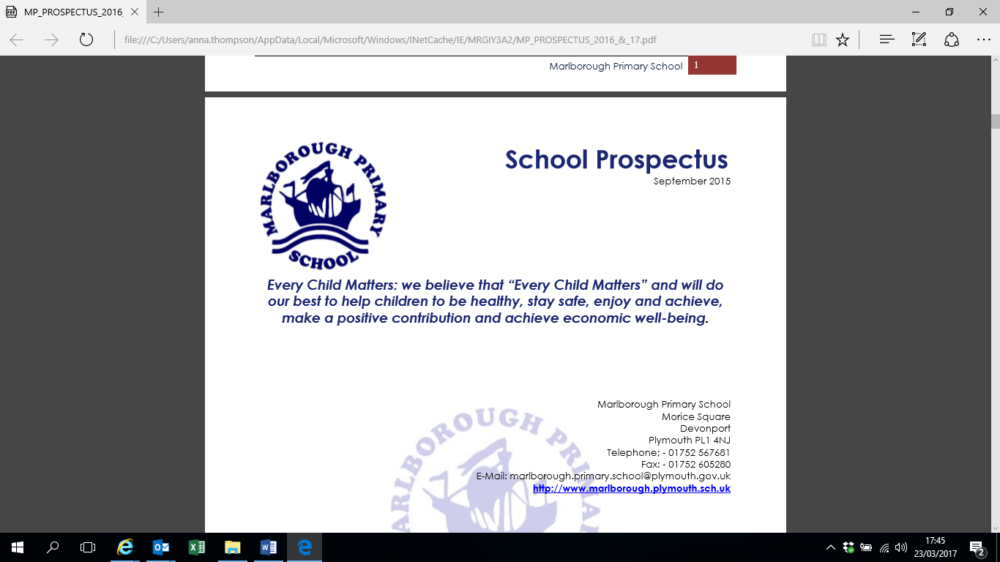 MP_PROSPECTUS_2016_
file:///C:/Users/anna.thompson/AppData/Local/Microsoft/Windows/INetCache/IE/MRGIY3A2/MP_PROSPECTUS_2016_&_17.pdf
Marlborough Primary School 1
MARLBOROUGH PRIMARY
SCHOOL
School Prospectus
September 2015
Every Child Matters: we believe that “Every Child Matters” and will do
our best to help children to be healthy, stay safe, enjoy and achieve,
make a positive contribution and achieve economic well-being.
Marlborough Primary School
Morice Square
Devonport
Plymouth PL1 4NJ
Telephone; - 01752 567681
Fax: - 01752 605280
E-Mail: marlborough.primary.school@plymouth.gov.uk
http://www.marlborough.plymouth.sch.uk
MARLBOROUGH PRIMAR
17:45
23/03/2017
2